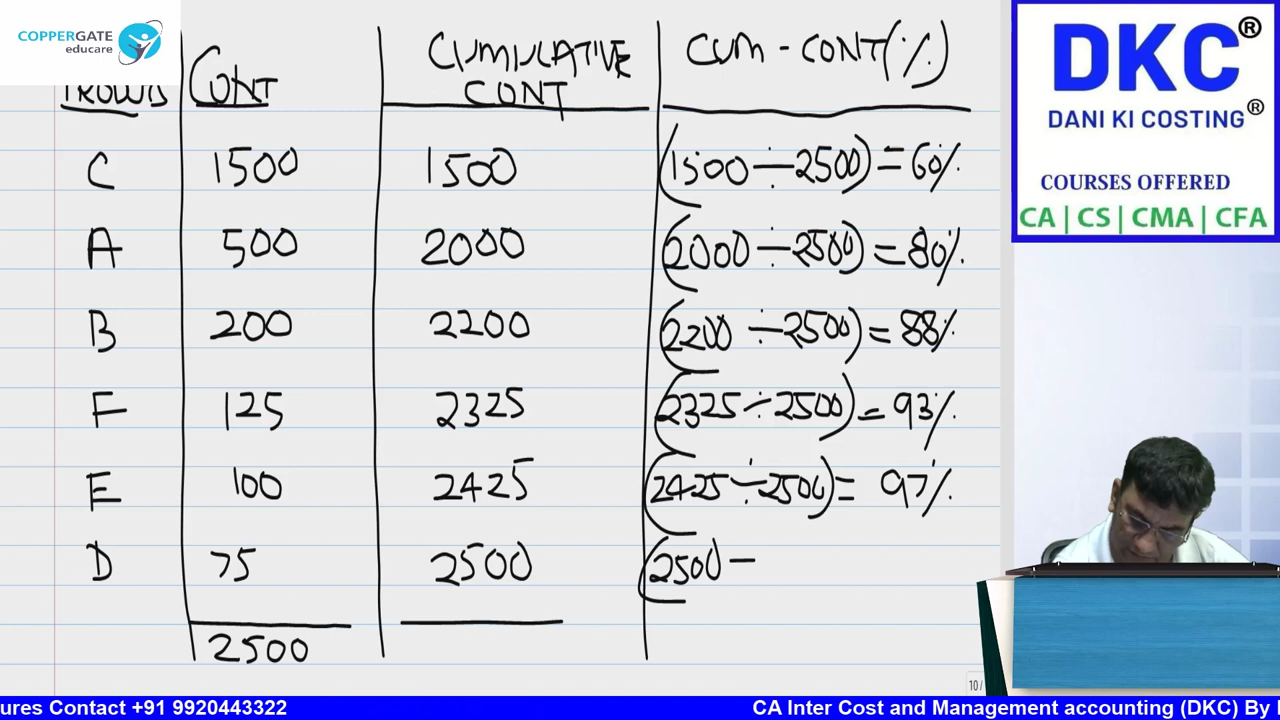 COPPERGATE
educare
CONT
CUMULATIVE
CONT
CUM - CONT (%)
C 1500 1500 (1500 ÷ 2500) = 60%
A 500 2000 (2000 ÷ 2500) = 80%
B 200 2200 (2200 ÷ 2500) = 88%
F 125 2325 (2325 ÷ 2500) = 93%
E 100 2425 (2425 ÷ 2500) = 97%
D 75 2500 (2500 –
2500
DKC®
DANI KI COSTING®
COURSES OFFERED
CA | CS | CMA | CFA
10/
ures Contact +91 9920443322
CA Inter Cost and Management accounting (DKC) By